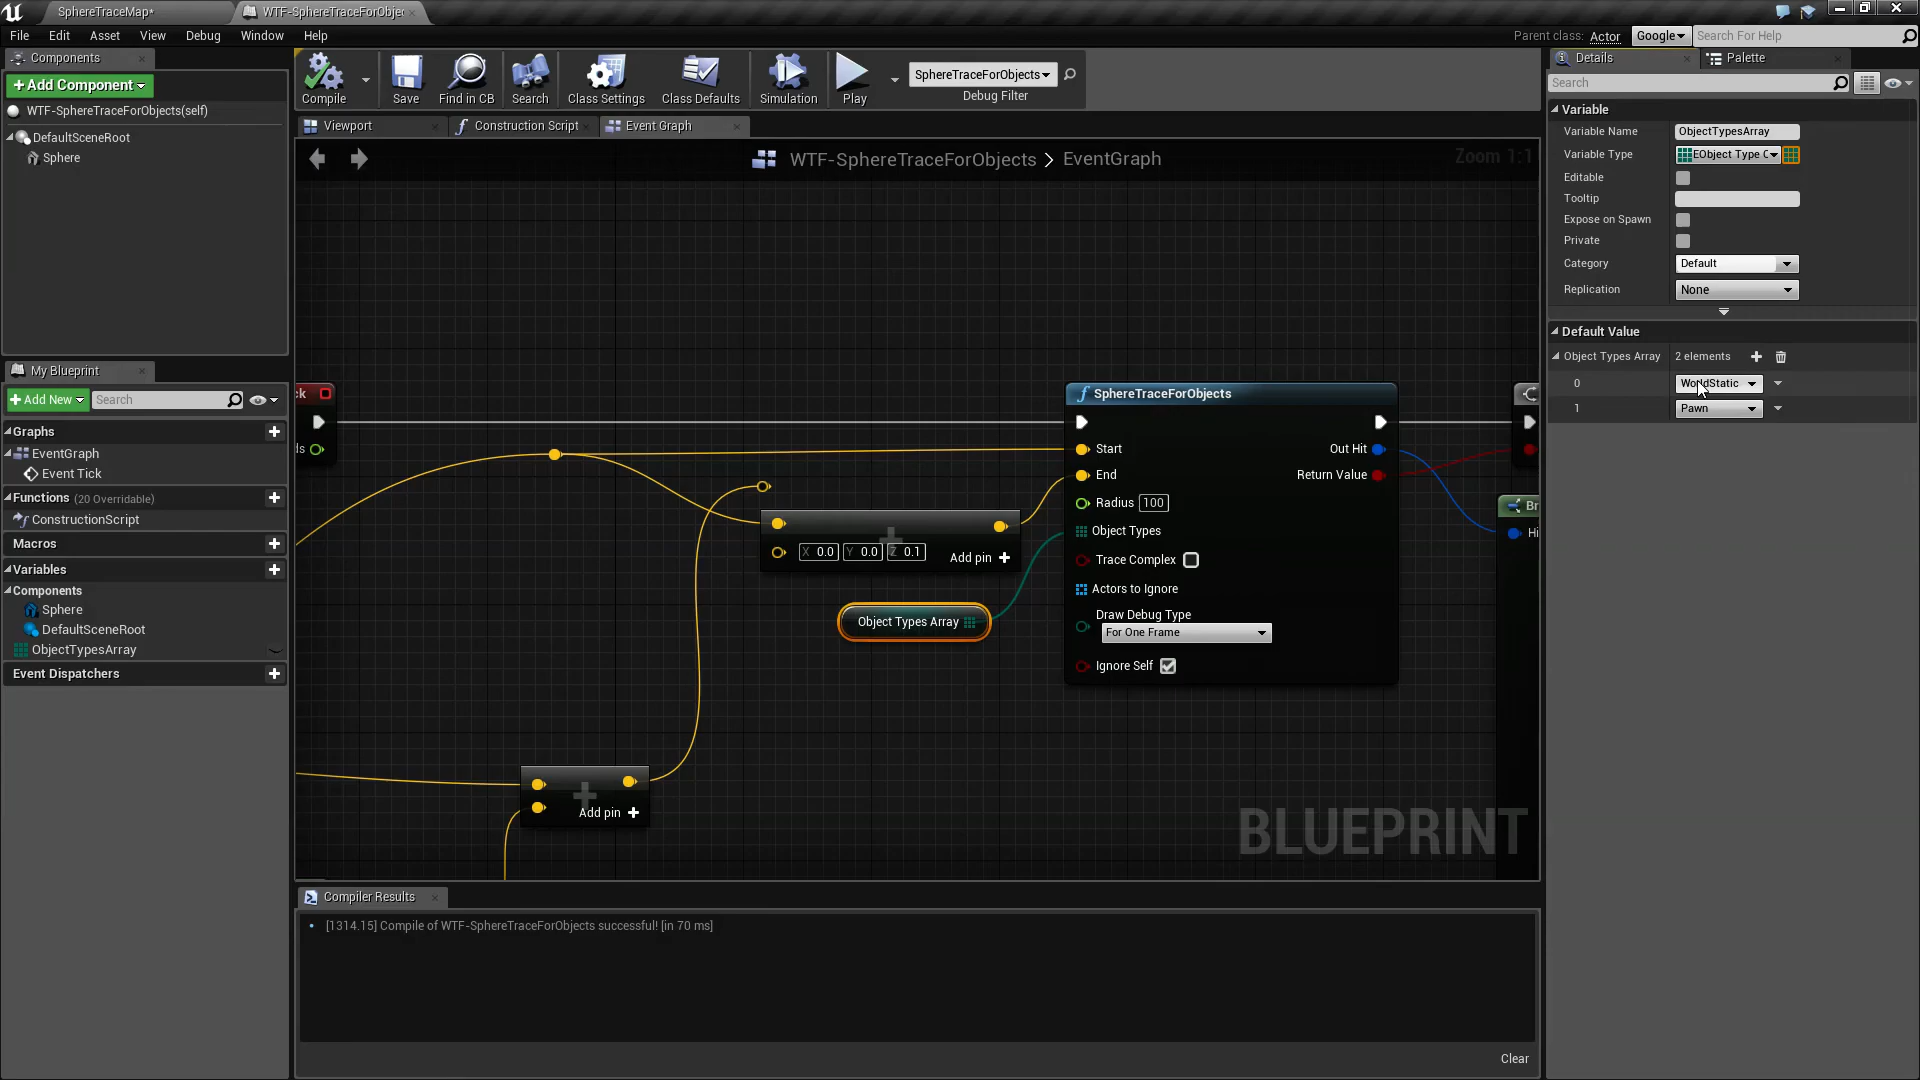 SphereTraceMap*
WTF-SphereTraceForObjec
File Edit Asset View Debug Window Help
Parent class: Actor
Google
Search For Help
Components
+Add Component
WTF-SphereTraceForObjects(self)
DefaultSceneRoot
Sphere
Compile
Save
Find in CB
Search
Class Settings
Class Defaults
Simulation
Play
SphereTraceForObjects
Debug Filter
Viewport
Construction Script
Event Graph
WTF-SphereTraceForObjects > EventGraph
Zoom 1:1
My Blueprint
+Add New
Search
Graphs
EventGraph
Event Tick
Functions (20 Overridable)
ConstructionScript
Macros
Variables
Components
Sphere
DefaultSceneRoot
ObjectTypesArray
Event Dispatchers
ck
ds
X 0.0 Y 0.0 Z 0.1
Add pin +
Object Types Array
Add pin +
SphereTraceForObjects
Start
Out Hit
End
Return Value
Radius 100
Object Types
Trace Complex
Actors to Ignore
Draw Debug Type
For One Frame
Ignore Self
Br
Hi
BLUEPRINT
Compiler Results
• [1314.15] Compile of WTF-SphereTraceForObjects successful! [in 70 ms]
Clear
Details
Palette
Search
Variable
Variable Name ObjectTypesArray
Variable Type EObject Type
Editable
Tooltip
Expose on Spawn
Private
Category Default
Replication None
Default Value
Object Types Array 2 elements
0 WorldStatic
1 Pawn